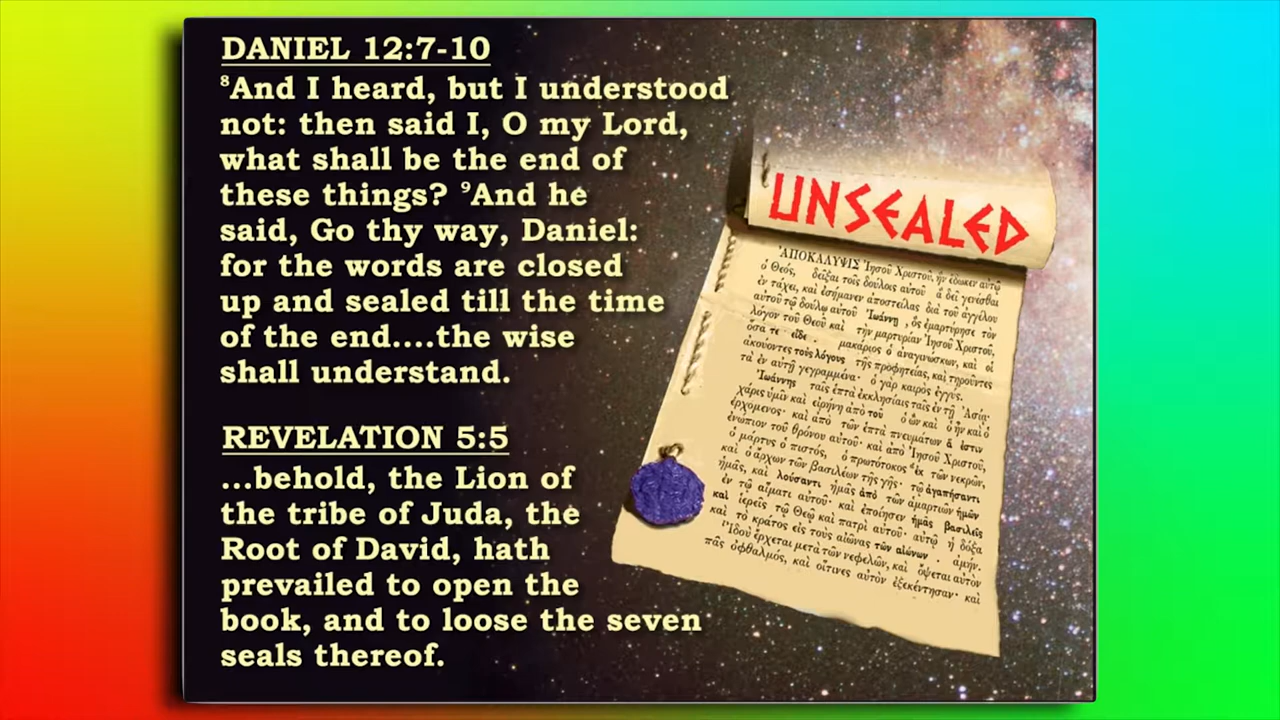 DANIEL 12:7-10
⁸And I heard, but I understood
not: then said I, O my Lord,
what shall be the end of
these things? ⁹And he
said, Go thy way, Daniel:
for the words are closed
up and sealed till the time
of the end....the wise
shall understand.
REVELATION 5:5
...behold, the Lion of
the tribe of Juda, the
Root of David, hath
prevailed to open the
book, and to loose the seven
seals thereof.
UNSEALED
ἈΠΟΚΑΛΥΨΙΣ Ἰησοῦ Χριστοῦ, ἣν ἔδωκεν αὐτῷ
ὁ Θεός, δεῖξαι τοῖς δούλοις αὐτοῦ ἃ δεῖ γενέσθαι
ἐν τάχει, καὶ ἐσήμανεν ἀποστείλας διὰ τοῦ ἀγγέλου
αὐτοῦ τῷ δούλῳ αὐτοῦ Ἰωάννῃ, ὃς ἐμαρτύρησε τὸν
λόγον τοῦ Θεοῦ καὶ τὴν μαρτυρίαν Ἰησοῦ Χριστοῦ,
ὅσα τε εἶδε. μακάριος ὁ ἀναγινώσκων, καὶ οἱ
ἀκούοντες τοὺς λόγους τῆς προφητείας, καὶ τηροῦντες
τὰ ἐν αὐτῇ γεγραμμένα· ὁ γὰρ καιρὸς ἐγγύς.
Ἰωάννης ταῖς ἑπτὰ ἐκκλησίαις ταῖς ἐν τῇ Ἀσίᾳ·
χάρις ὑμῖν καὶ εἰρήνη ἀπὸ τοῦ ὁ ὢν καὶ ὁ ἦν καὶ ὁ
ἐρχόμενος· καὶ ἀπὸ τῶν ἑπτὰ πνευμάτων ἅ ἐστιν
ἐνώπιον τοῦ θρόνου αὐτοῦ· καὶ ἀπὸ Ἰησοῦ Χριστοῦ,
ὁ μάρτυς ὁ πιστός, ὁ πρωτότοκος ἐκ τῶν νεκρῶν,
καὶ ὁ ἄρχων τῶν βασιλέων τῆς γῆς· τῷ ἀγαπήσαντι
ἡμᾶς, καὶ λούσαντι ἡμᾶς ἀπὸ τῶν ἁμαρτιῶν ἡμῶν
ἐν τῷ αἵματι αὐτοῦ· καὶ ἐποίησεν ἡμᾶς βασιλεῖς
καὶ ἱερεῖς τῷ Θεῷ καὶ πατρὶ αὐτοῦ· αὐτῷ ἡ δόξα
καὶ τὸ κράτος εἰς τοὺς αἰῶνας τῶν αἰώνων. ἀμήν.
Ἰδοὺ ἔρχεται μετὰ τῶν νεφελῶν, καὶ ὄψεται αὐτὸν
πᾶς ὀφθαλμός, καὶ οἵτινες αὐτὸν ἐξεκέντησαν· καὶ